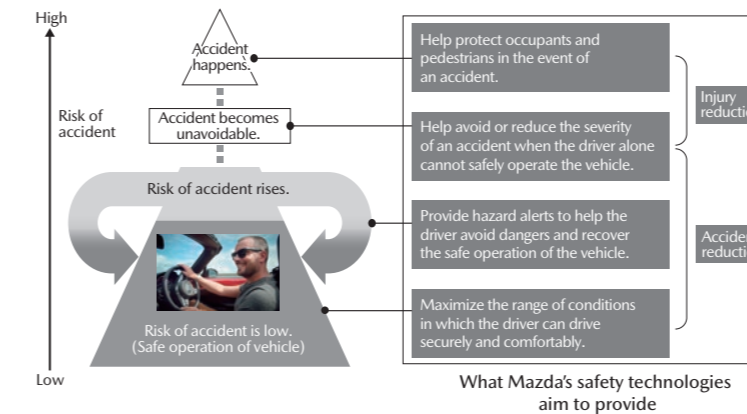 High
Accident
happens.
Help protect occupants and
pedestrians in the event of
an accident.
Injury
Risk of
accident
Accident becomes
unavoidable.
Help avoid or reduce the severity
of an accident when the driver alone
cannot safely operate the vehicle.
Risk of accident rises.
Provide hazard alerts to help the
driver avoid dangers and recover
the safe operation of the vehicle.
Risk of accident is low.
(Safe operation of vehicle)
Maximize the range of conditions
in which the driver can drive
securely and comfortably.
Low
What Mazda's safety technologies
aim to provide